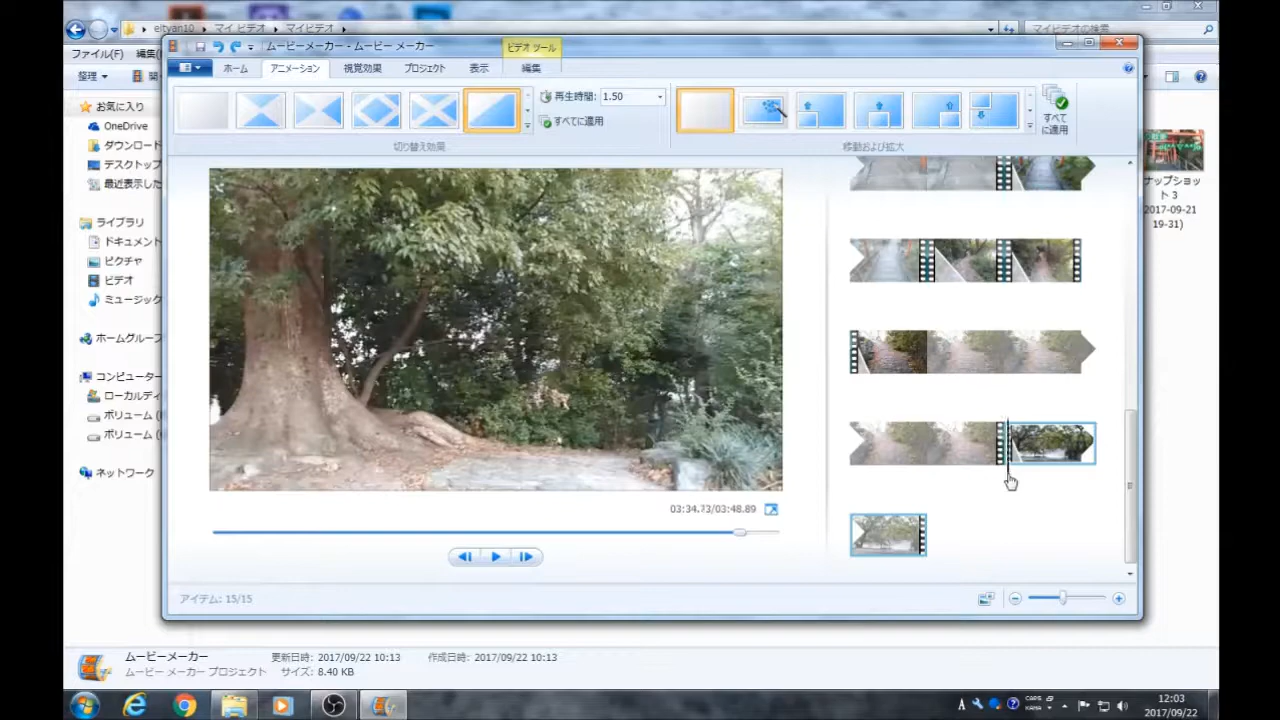 eityan10 ▸ マイ ビデオ ▸ マイビデオ ▸
マイビデオの検索
ファイル(F)
整理
お気に入り
OneDrive
ダウンロー
デスクトップ
最近表示した
ライブラリ
ドキュメント
ピクチャ
ビデオ
ミュージック
ホームグルー
コンピューター
ローカルディ
ボリューム (
ボリューム (
ネットワーク
ムービーメーカー - ムービー メーカー
ビデオ ツール
ホーム
アニメーション
視覚効果
プロジェクト
表示
編集
再生時間: 1.50
すべてに適用
切り替え効果
すべて
に適用
移動および拡大
03:34.73/03:48.89
アイテム: 15/15
ナップショッ
ト 3
(2017-09-21
19-31)
ムービーメーカー
更新日時: 2017/09/22 10:13
作成日時: 2017/09/22 10:13
ムービー メーカー プロジェクト
サイズ: 8.40 KB
A
CAPS
KANA
12:03
2017/09/22